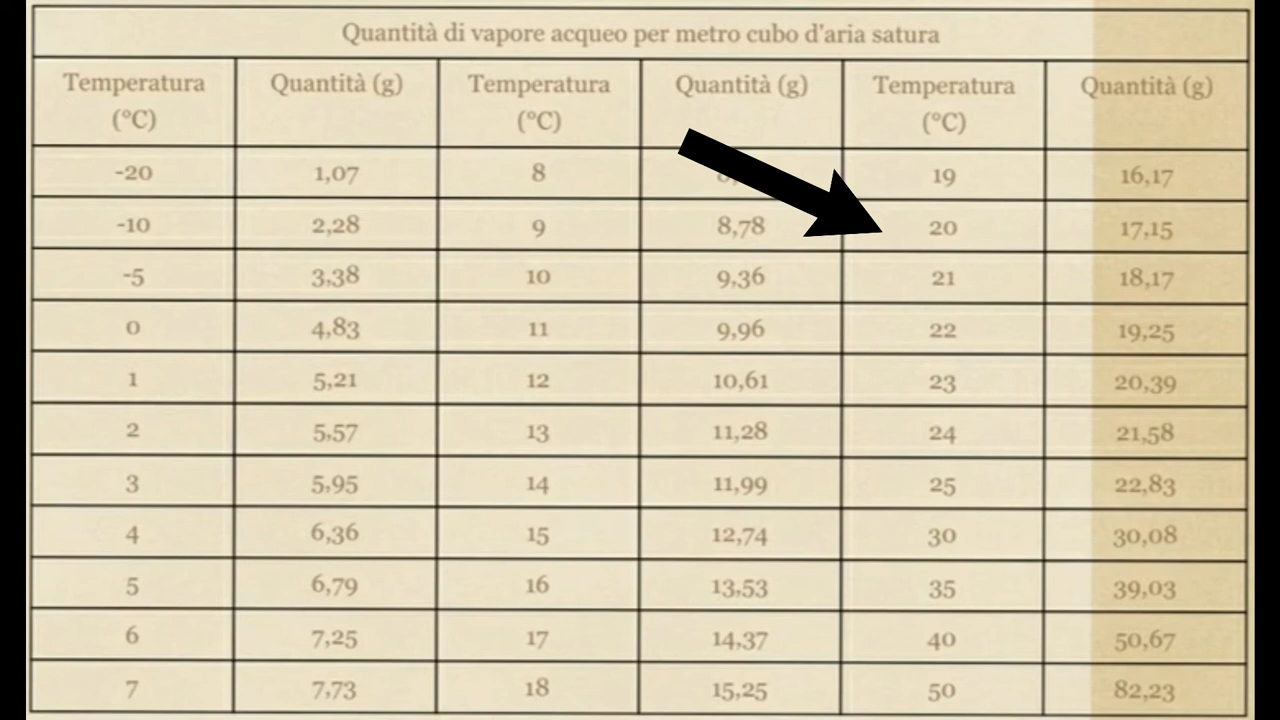 Quantità di vapore acqueo per metro cubo d'aria satura
Temperatura (°C) Quantità (g) Temperatura (°C) Quantità (g) Temperatura (°C) Quantità (g)
-20 1,07 8 19 16,17
-10 2,28 9 8,78 20 17,15
-5 3,38 10 9,36 21 18,17
0 4,83 11 9,96 22 19,25
1 5,21 12 10,61 23 20,39
2 5,57 13 11,28 24 21,58
3 5,95 14 11,99 25 22,83
4 6,36 15 12,74 30 30,08
5 6,79 16 13,53 35 39,03
6 7,25 17 14,37 40 50,67
7 7,73 18 15,25 50 82,23